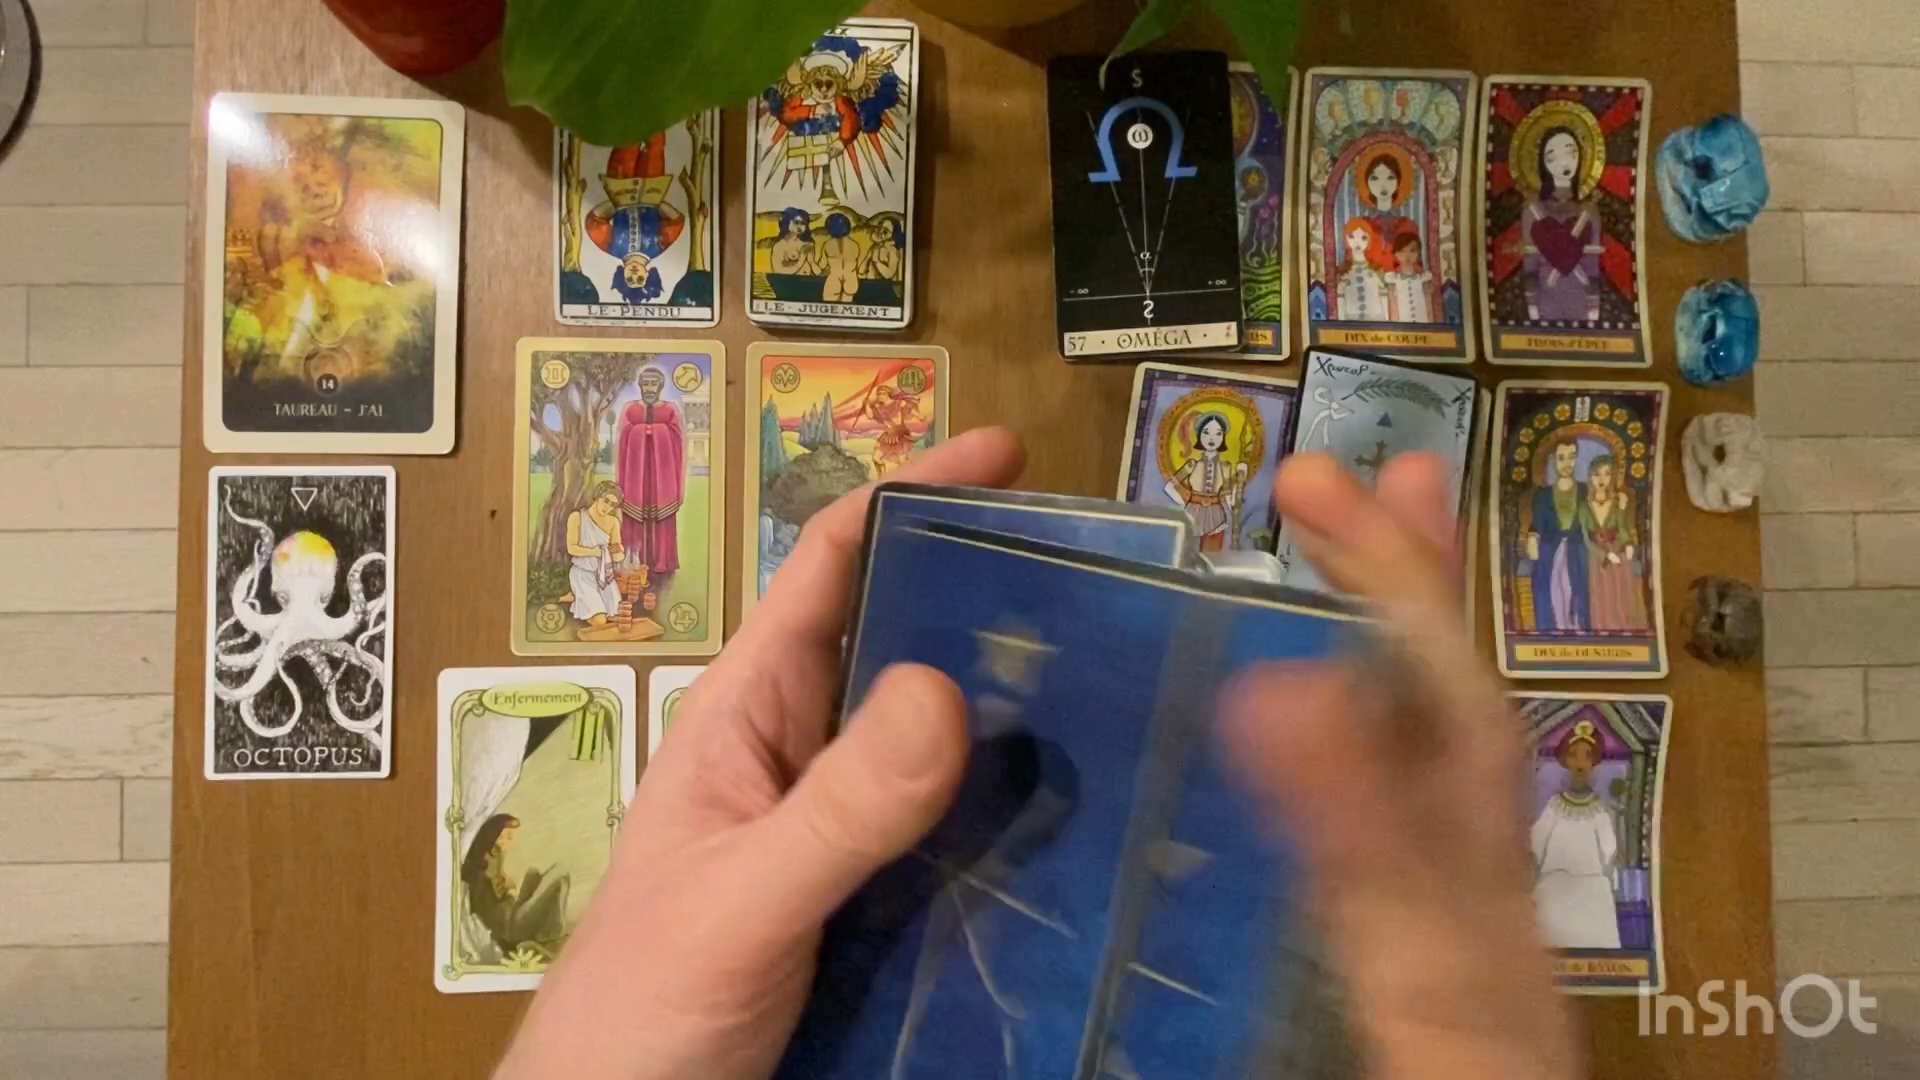 14
TAUREAU ~ J'AI
LE·PENDU
XX
LE·JUGEMENT
ω
α
- ∞
+ ∞
57 · OMÉGA ·
DIX de COUPE
TROIS d'ÉPÉE
OCTOPUS
Enfermement
DIX de DENIERS
InShOt